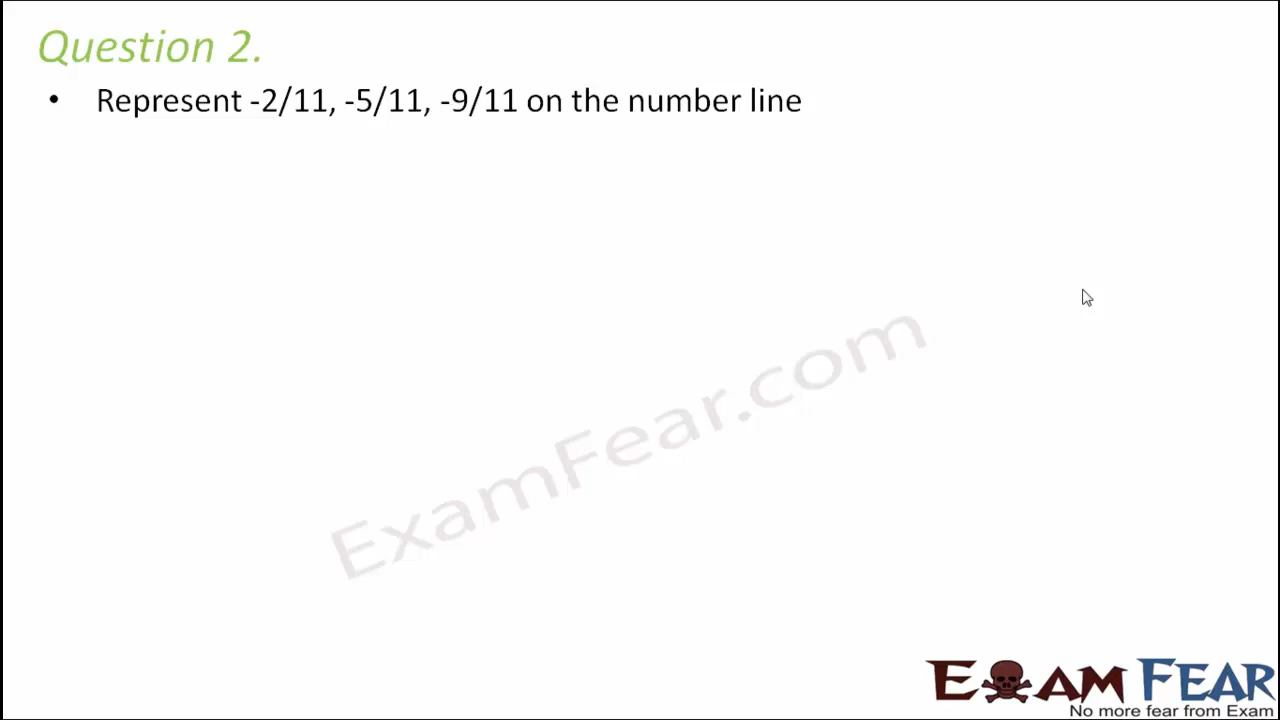 Question 2.
• Represent -2/11, -5/11, -9/11 on the number line
ExamFear.com
EXAM FEAR
No more fear from Exam